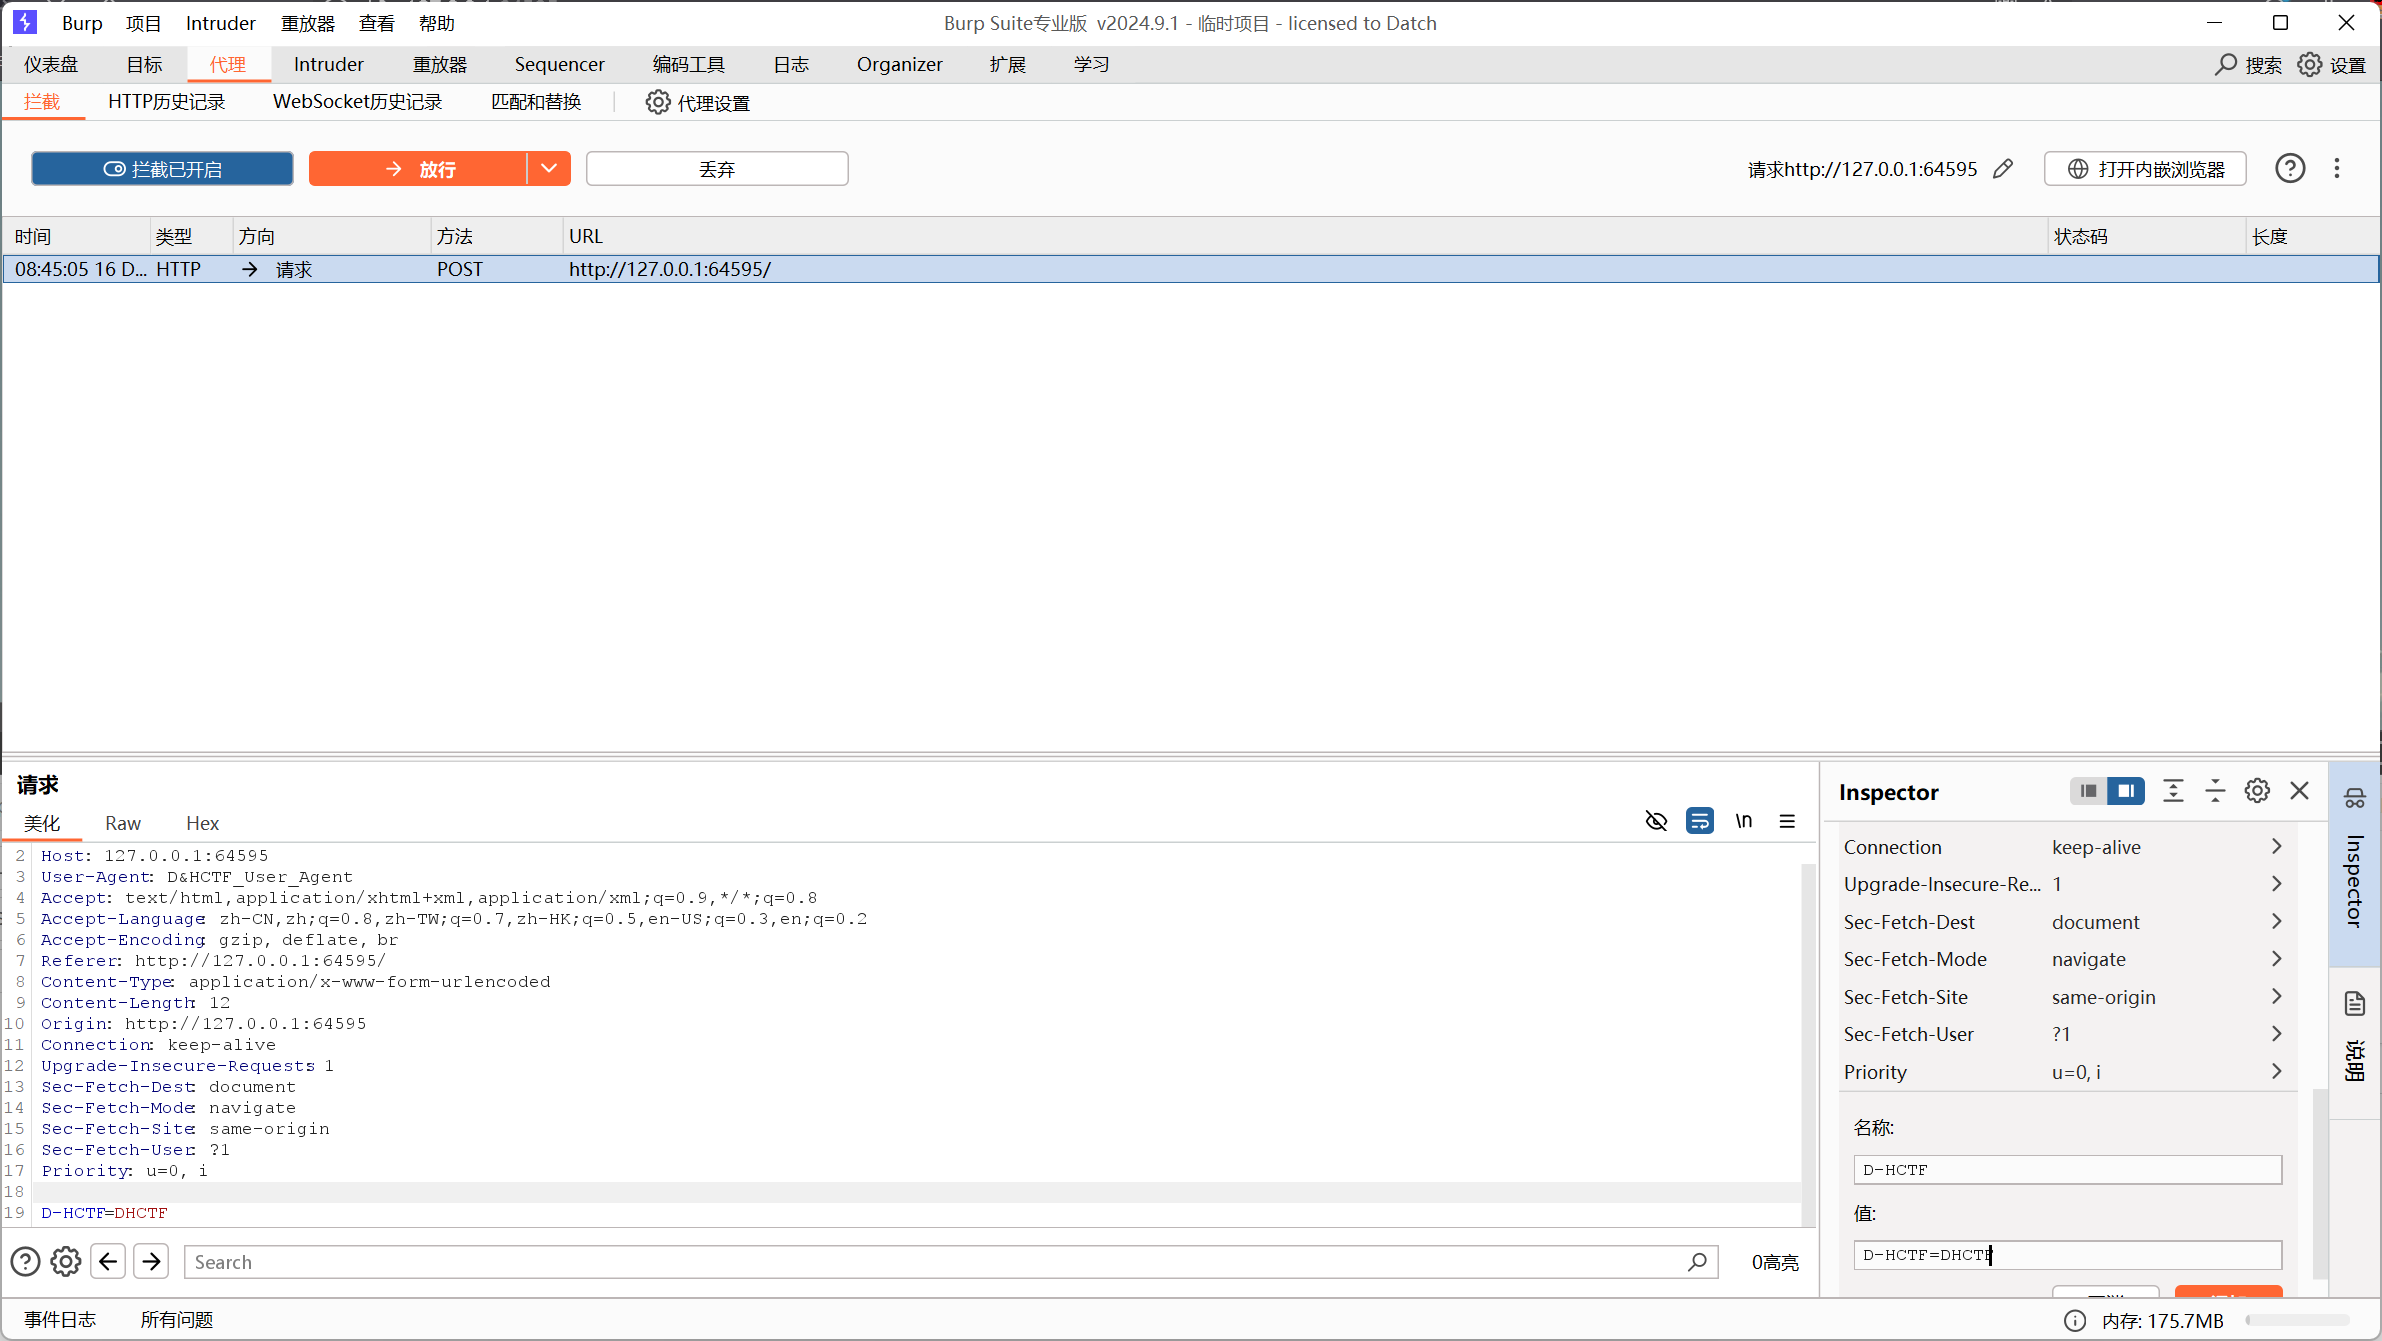 Burp 项目 Intruder 重放器 查看 帮助
Burp Suite专业版 v2024.9.1 - 临时项目 - licensed to Datch
仪表盘 目标 代理 Intruder 重放器 Sequencer 编码工具 日志 Organizer 扩展 学习 搜索 设置
拦截 HTTP历史记录 WebSocket历史记录 匹配和替换 代理设置
拦截已开启 放行 丢弃 请求http://127.0.0.1:64595 打开内嵌浏览器
时间 类型 方向 方法 URL 状态码 长度
08:45:05 16 D... HTTP 请求 POST http://127.0.0.1:64595/
请求
美化 Raw Hex \n
2 Host: 127.0.0.1:64595
3 User-Agent: D&HCTF_User_Agent
4 Accept: text/html,application/xhtml+xml,application/xml;q=0.9,*/*;q=0.8
5 Accept-Language: zh-CN,zh;q=0.8,zh-TW;q=0.7,zh-HK;q=0.5,en-US;q=0.3,en;q=0.2
6 Accept-Encoding: gzip, deflate, br
7 Referer: http://127.0.0.1:64595/
8 Content-Type: application/x-www-form-urlencoded
9 Content-Length: 12
10 Origin: http://127.0.0.1:64595
11 Connection: keep-alive
12 Upgrade-Insecure-Requests: 1
13 Sec-Fetch-Dest: document
14 Sec-Fetch-Mode: navigate
15 Sec-Fetch-Site: same-origin
16 Sec-Fetch-User: ?1
17 Priority: u=0, i
18
19 D-HCTF=DHCTF
Search
0高亮
Inspector
Connection keep-alive
Upgrade-Insecure-Re... 1
Sec-Fetch-Dest document
Sec-Fetch-Mode navigate
Sec-Fetch-Site same-origin
Sec-Fetch-User ?1
Priority u=0, i
名称:
D-HCTF
值:
D-HCTF=DHCTF
Inspector
说明
事件日志 所有问题
内存: 175.7MB